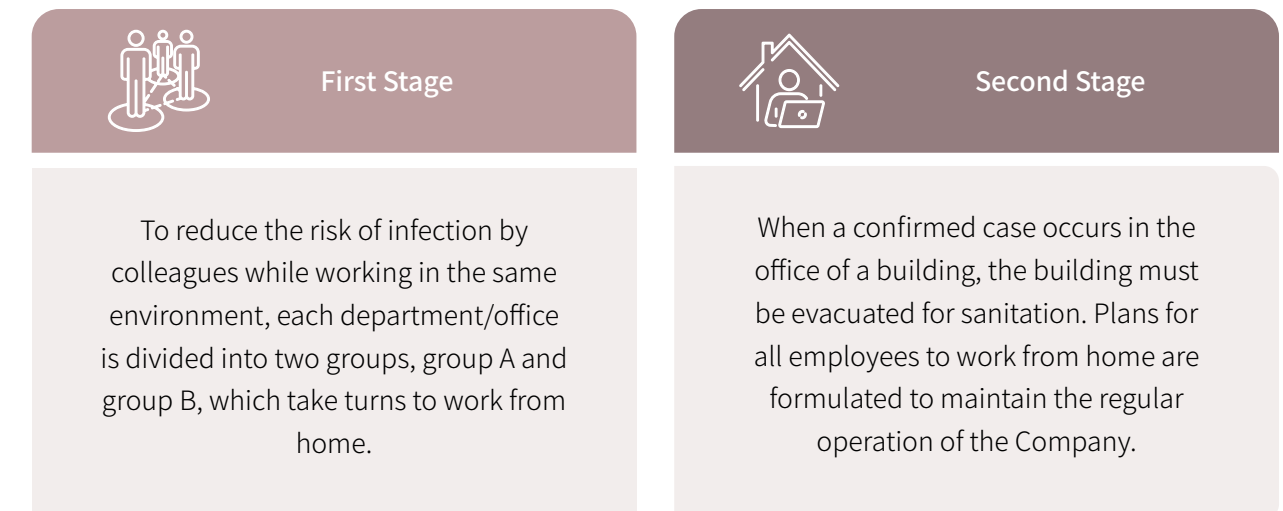 First Stage
To reduce the risk of infection by
colleagues while working in the same
environment, each department/office
is divided into two groups, group A and
group B, which take turns to work from
home.
Second Stage
When a confirmed case occurs in the
office of a building, the building must
be evacuated for sanitation. Plans for
all employees to work from home are
formulated to maintain the regular
operation of the Company.